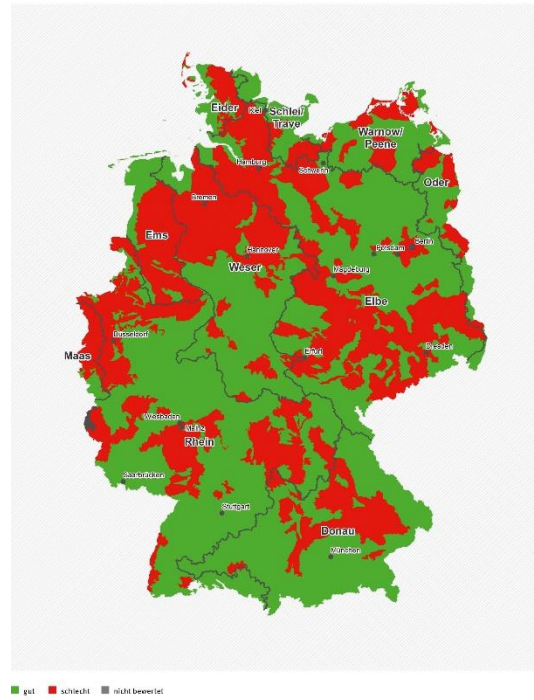 Eider
Kiel
Schlei/
Trave
Warnow/
Peene
Hamburg
Schwerin
Oder
Bremen
Ems
Hannover
Potsdam
Berlin
Weser
Magdeburg
Elbe
Düsseldorf
Maas
Erfurt
Dresden
Wiesbaden
Mainz
Rhein
Saarbrücken
Stuttgart
Donau
München
gut
schlecht
nicht bewertet